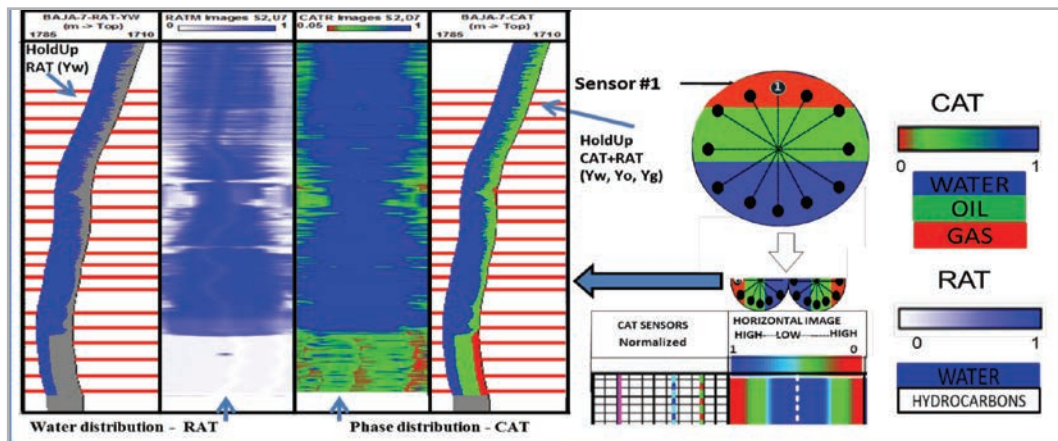 BAJA-7-RAT-YW
(m -> Top)
1785 1710
RATM Images S2,U7
0 1
CATR Images S2,D7
0.05 1
BAJA-7-CAT
(m -> Top)
1785 1710
HoldUp
RAT (Yw)
Water distribution - RAT
Phase distribution - CAT
Sensor #1
1
HoldUp
CAT+RAT
(Yw, Yo, Yg)
CAT SENSORS
Normalized
HORIZONTAL IMAGE
HIGH-----LOW------HIGH
1 0
CAT
0 1
WATER
OIL
GAS
RAT
0 1
WATER
HYDROCARBONS